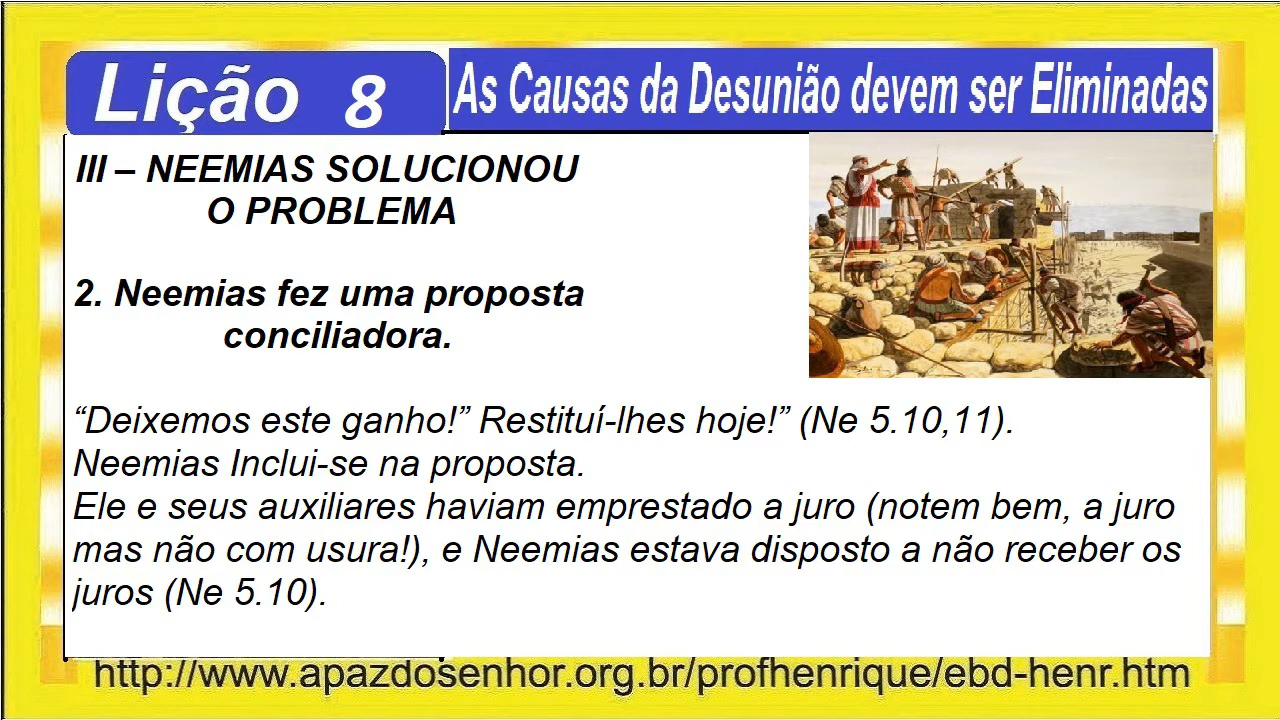 Lição 8
As Causas da Desunião devem ser Eliminadas
III – NEEMIAS SOLUCIONOU
O PROBLEMA
2. Neemias fez uma proposta
conciliadora.
“Deixemos este ganho!” Restituí-lhes hoje!” (Ne 5.10,11).
Neemias Inclui-se na proposta.
Ele e seus auxiliares haviam emprestado a juro (notem bem, a juro
mas não com usura!), e Neemias estava disposto a não receber os
juros (Ne 5.10).
http://www.apazdosenhor.org.br/profhenrique/ebd-henr.htm